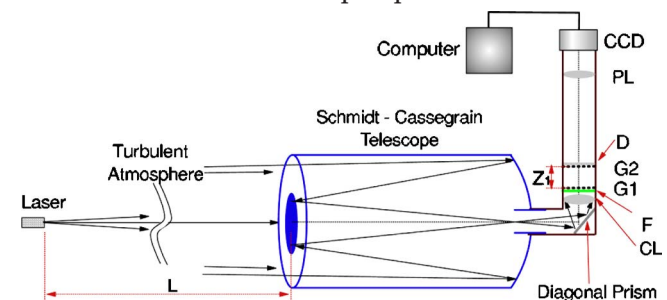 Computer
CCD
PL
Schmidt - Cassegrain
Telescope
Turbulent
Atmosphere
D
G2
Z1
G1
Laser
F
CL
L
Diagonal Prism